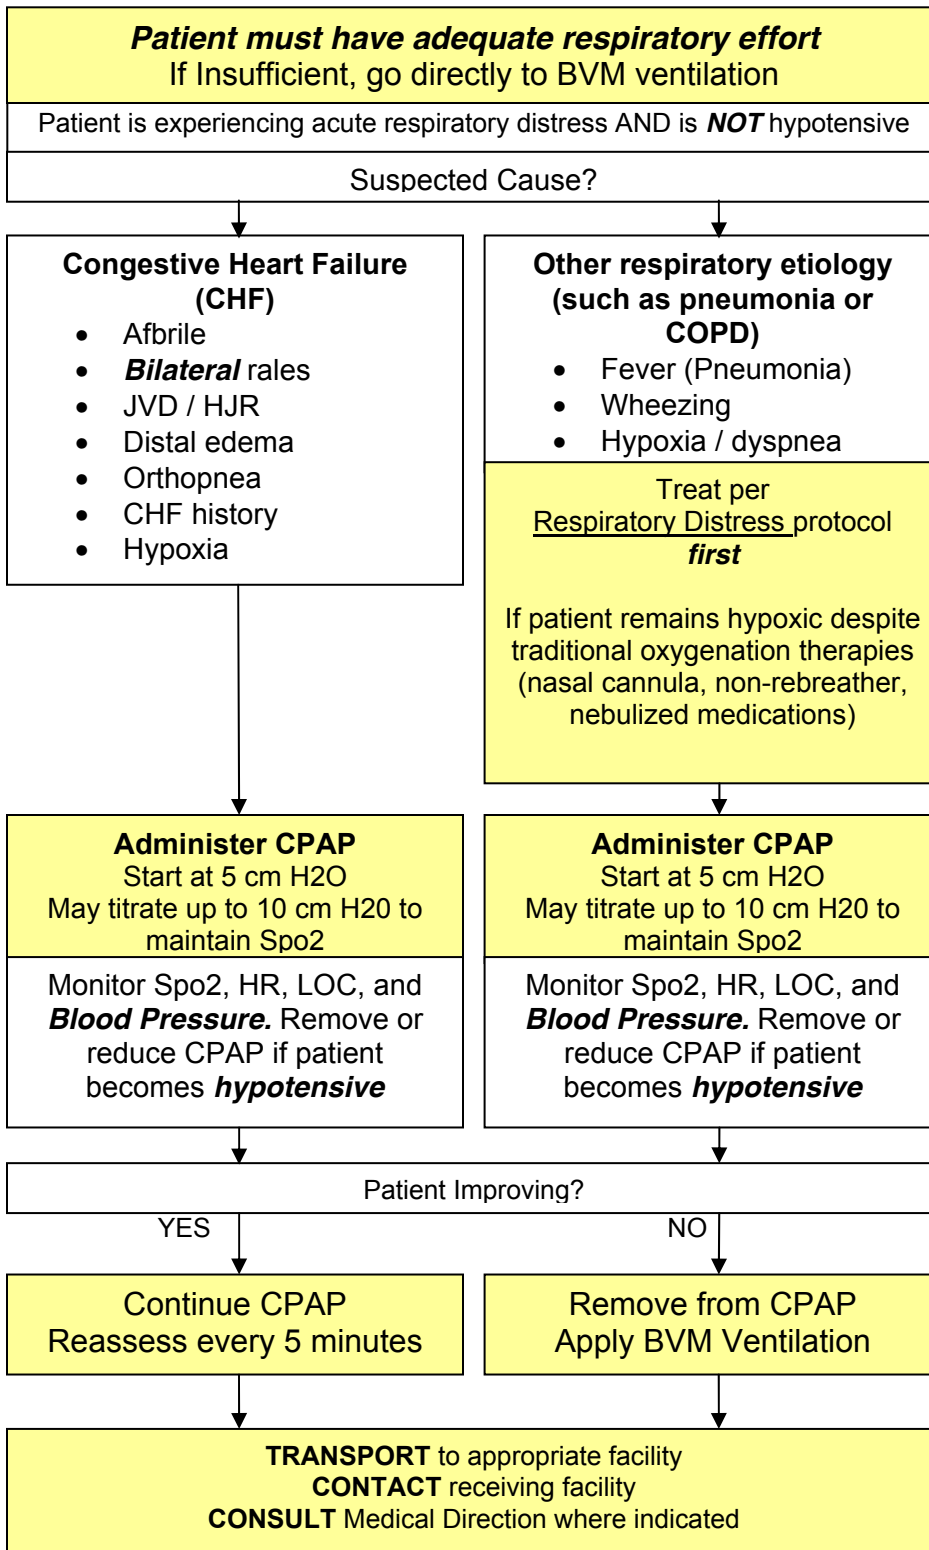 Patient must have adequate respiratory effort
If Insufficient, go directly to BVM ventilation
Patient is experiencing acute respiratory distress AND is NOT hypotensive
Suspected Cause?
Congestive Heart Failure
(CHF)
• Afbrile
• Bilateral rales
• JVD / HJR
• Distal edema
• Orthopnea
• CHF history
• Hypoxia
Other respiratory etiology
(such as pneumonia or
COPD)
• Fever (Pneumonia)
• Wheezing
• Hypoxia / dyspnea
Treat per
Respiratory Distress protocol
first
If patient remains hypoxic despite
traditional oxygenation therapies
(nasal cannula, non-rebreather,
nebulized medications)
Administer CPAP
Start at 5 cm H2O
May titrate up to 10 cm H20 to
maintain Spo2
Monitor Spo2, HR, LOC, and
Blood Pressure. Remove or
reduce CPAP if patient
becomes hypotensive
Administer CPAP
Start at 5 cm H2O
May titrate up to 10 cm H20 to
maintain Spo2
Monitor Spo2, HR, LOC, and
Blood Pressure. Remove or
reduce CPAP if patient
becomes hypotensive
Patient Improving?
YES
NO
Continue CPAP
Reassess every 5 minutes
Remove from CPAP
Apply BVM Ventilation
TRANSPORT to appropriate facility
CONTACT receiving facility
CONSULT Medical Direction where indicated